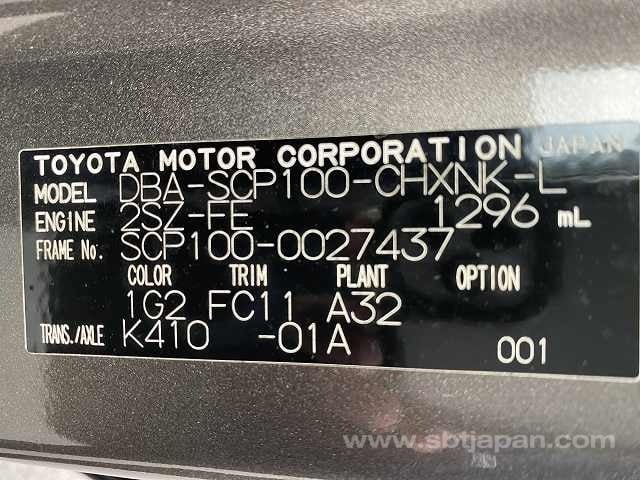 TOYOTA MOTOR CORPORATION JAPAN
MODEL DBA-SCP100-CHXNK-L
ENGINE 2SZ-FE 1296 mL
FRAME No. SCP100-0027437
COLOR TRIM PLANT OPTION
1G2 FC11 A32
TRANS./AXLE K410 -01A 001
www.sbtjapan.com